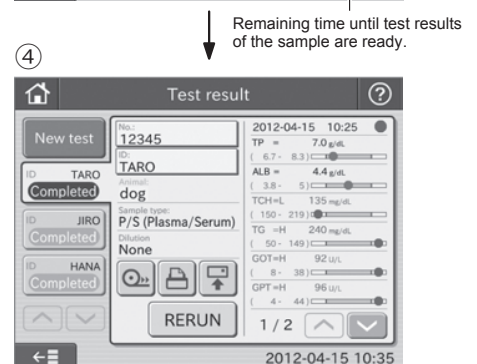 Remaining time until test results
of the sample are ready.
④
Test result
?
New test
ID TARO
Completed
ID JIRO
Completed
ID HANA
Completed
No.:
12345
ID:
TARO
Animal:
dog
Sample type:
P/S (Plasma/Serum)
Dilution
None
RERUN
2012-04-15 10:25
TP = 7.0 g/dL
( 6.7 - 8.3 )
ALB = 4.4 g/dL
( 3.8 - 5 )
TCH=L 135 mg/dL
( 150 - 219 )
TG =H 240 mg/dL
( 50 - 149 )
GOT=H 92 U/L
( 8 - 38 )
GPT=H 96 U/L
( 4 - 44 )
1 / 2
2012-04-15 10:35